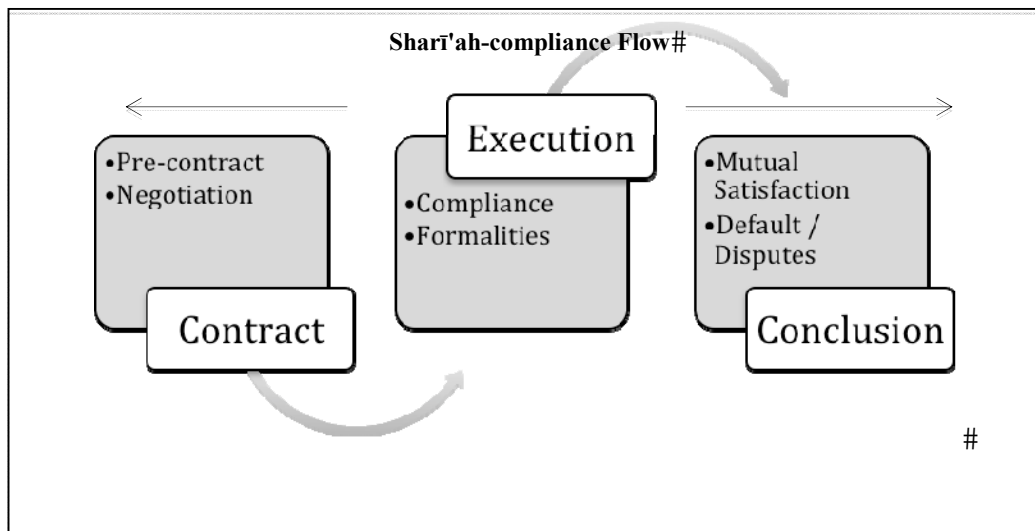 Sharī'ah-compliance Flow#
•Pre-contract
•Negotiation
Contract
Execution
•Compliance
•Formalities
•Mutual
Satisfaction
•Default /
Disputes
Conclusion
#